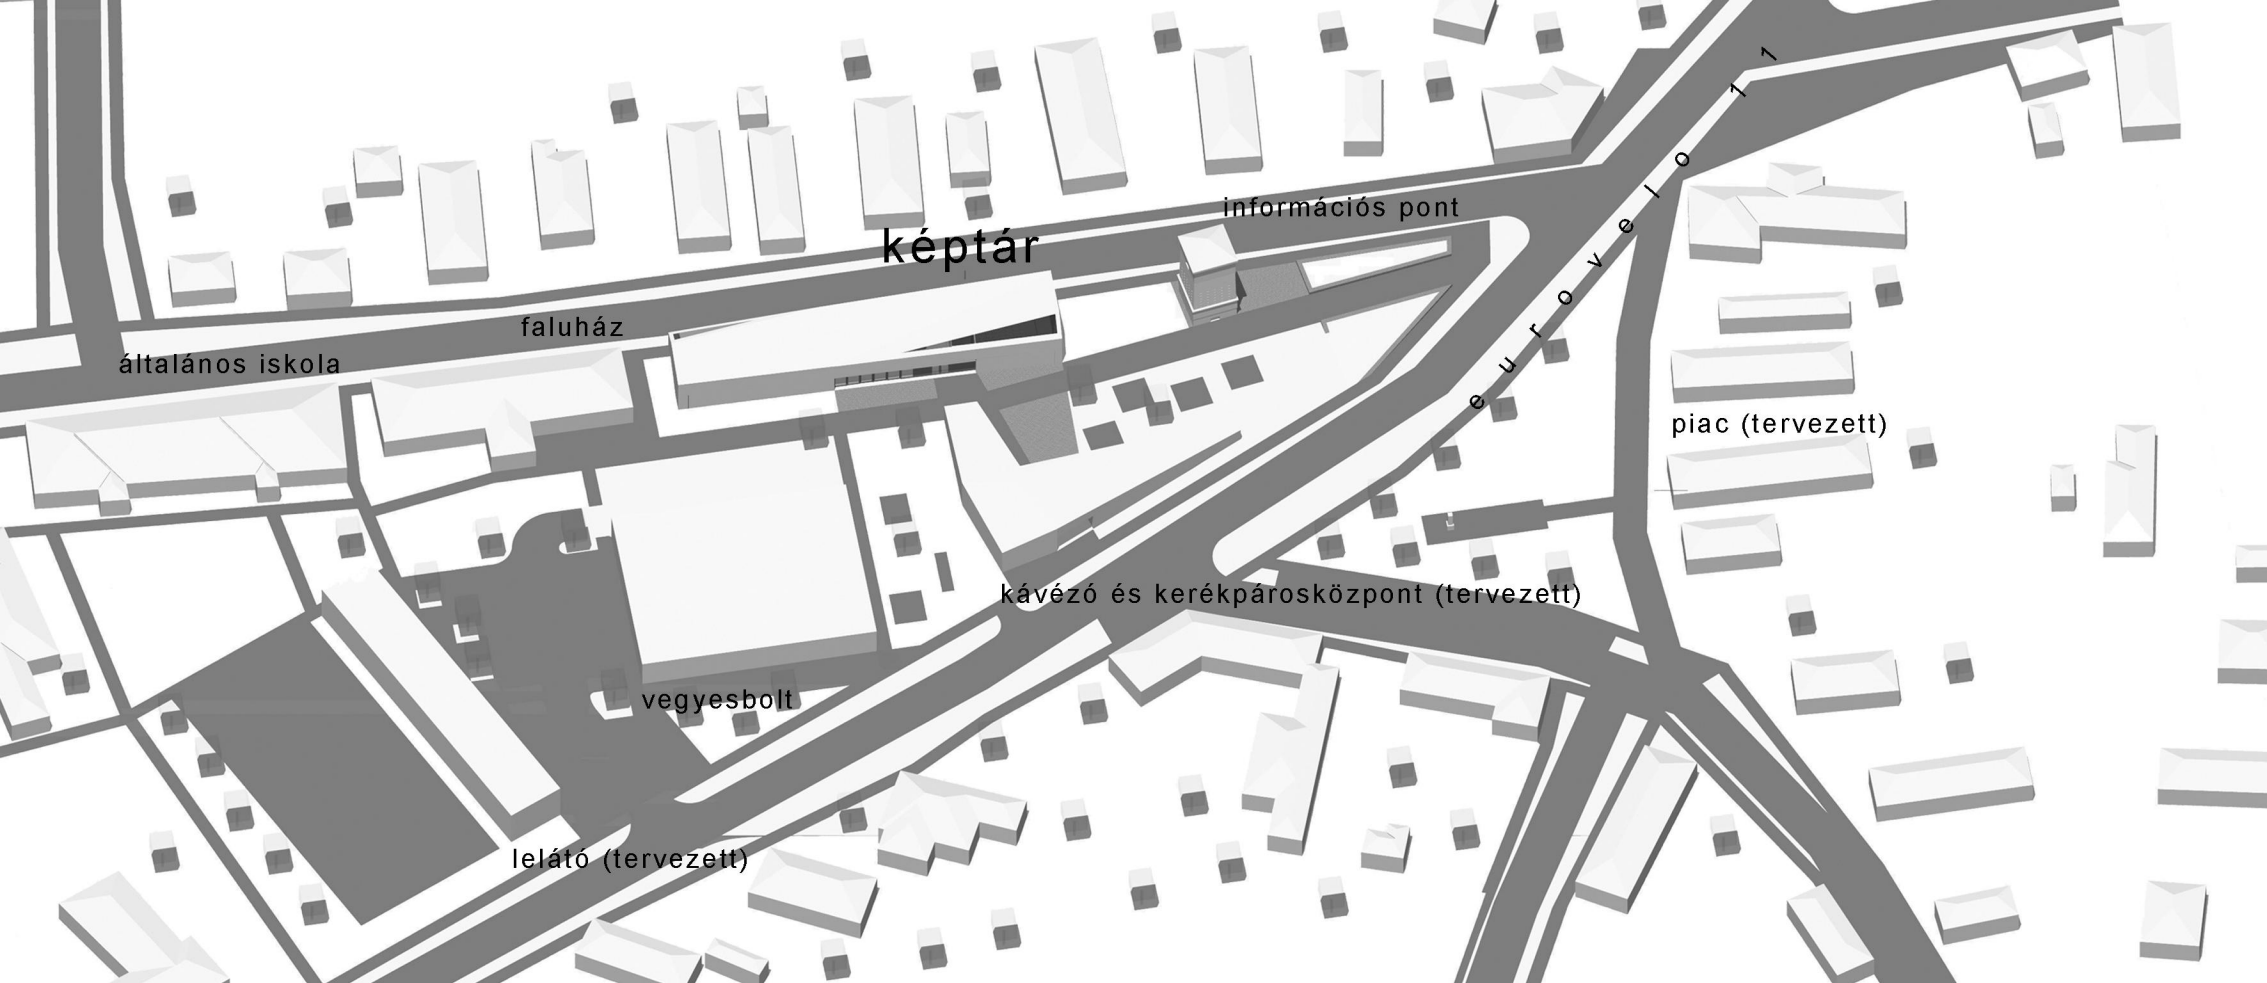 eurovelo 11
információs pont
képtár
faluház
általános iskola
piac (tervezett)
kávézó és kerékpárosközpont (tervezett)
vegyesbolt
lelátó (tervezett)